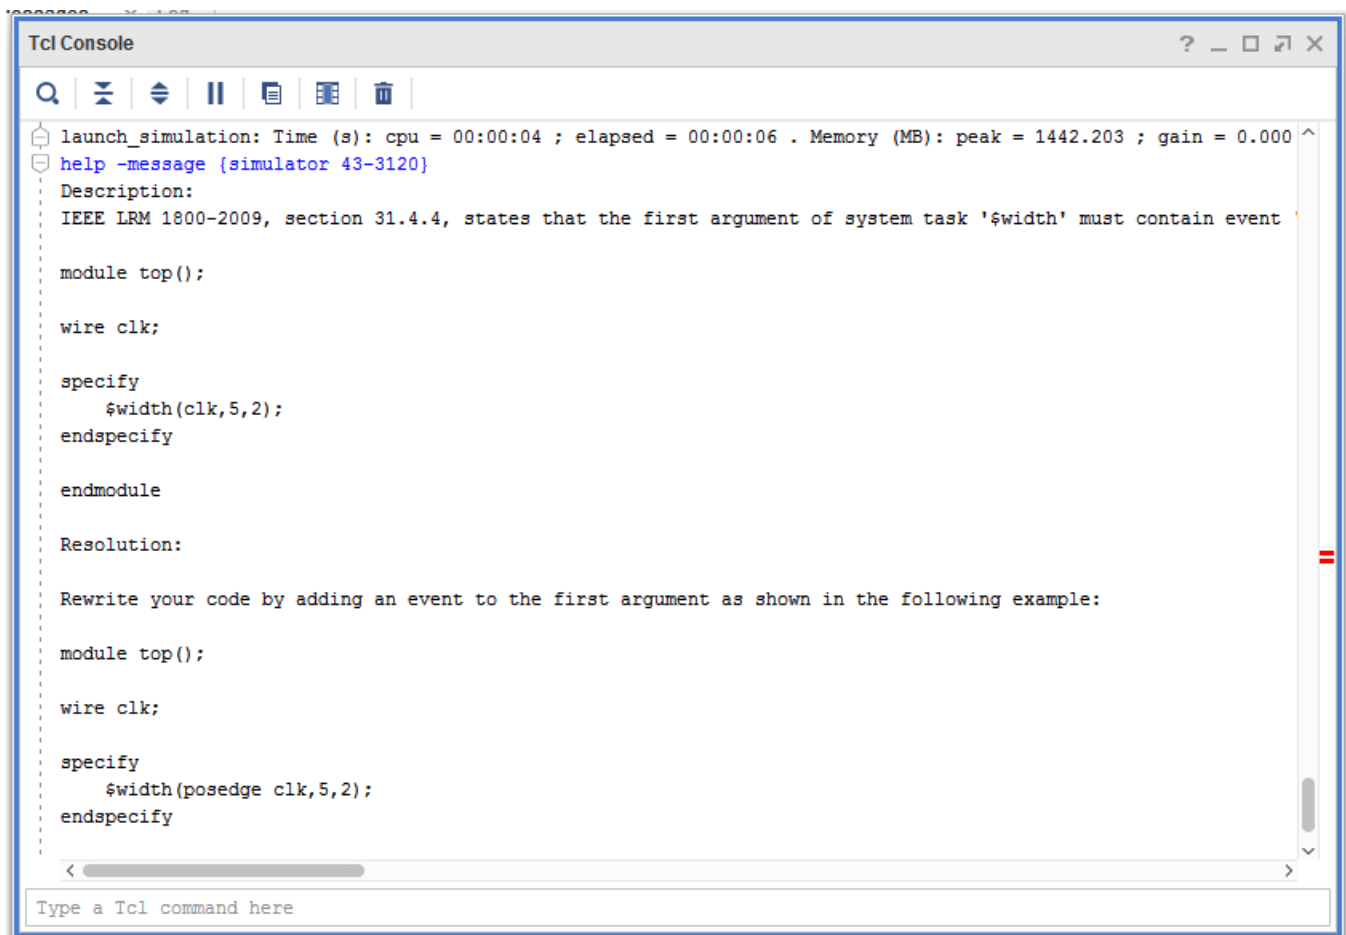 Tcl Console
launch_simulation: Time (s): cpu = 00:00:04 ; elapsed = 00:00:06 . Memory (MB): peak = 1442.203 ; gain = 0.000
help -message {simulator 43-3120}
Description:
IEEE LRM 1800-2009, section 31.4.4, states that the first argument of system task '$width' must contain event '
module top();
wire clk;
specify
$width(clk,5,2);
endspecify
endmodule
Resolution:
Rewrite your code by adding an event to the first argument as shown in the following example:
module top();
wire clk;
specify
$width(posedge clk,5,2);
endspecify
Type a Tcl command here